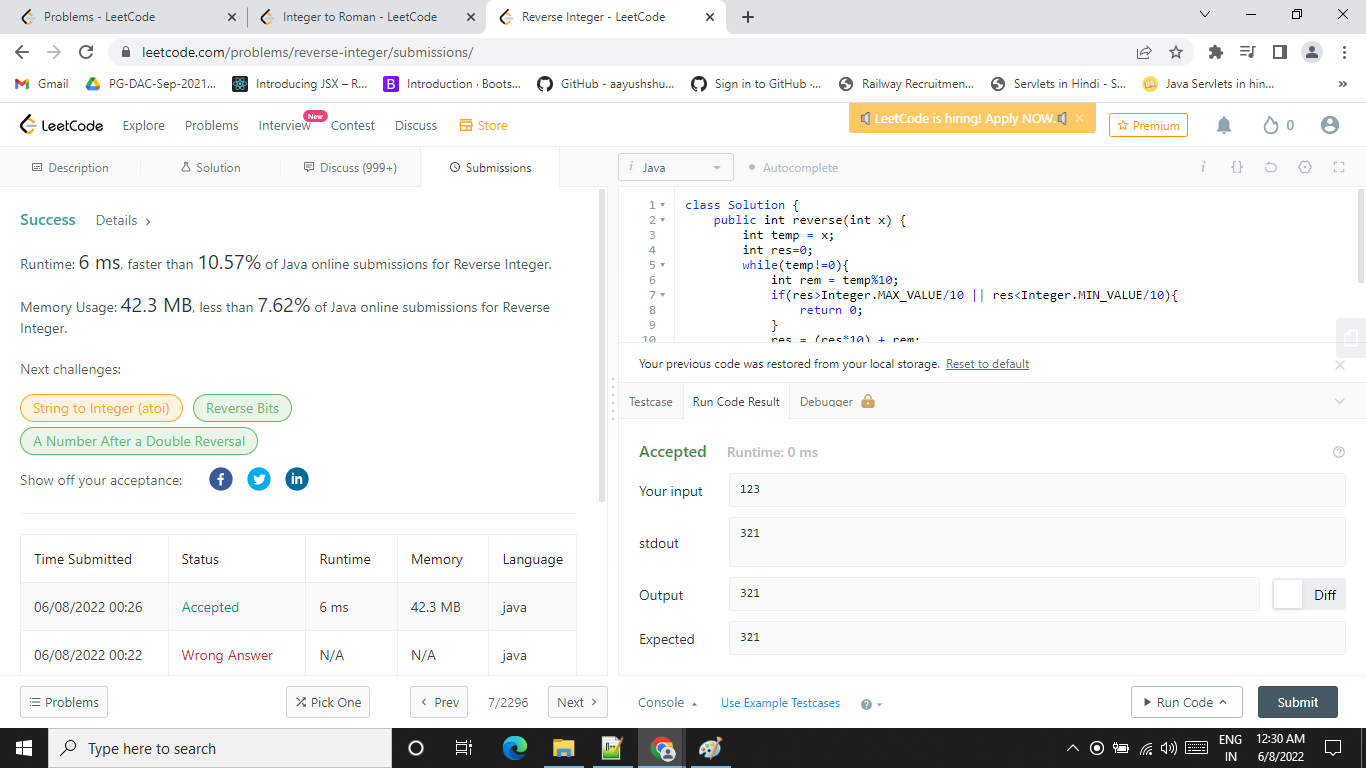 Problems - LeetCode
Integer to Roman - LeetCode
Reverse Integer - LeetCode
leetcode.com/problems/reverse-integer/submissions/
Gmail
PG-DAC-Sep-2021...
Introducing JSX – R...
Introduction · Boots...
GitHub - aayushshu...
Sign in to GitHub ·...
Railway Recruitmen...
Servlets in Hindi - S...
Java Servlets in hin...
LeetCode
Explore
Problems
Interview
New
Contest
Discuss
Store
LeetCode is hiring! Apply NOW.
Premium
0
Description
Solution
Discuss (999+)
Submissions
i Java
Autocomplete
i {}
Success
Details
Runtime: 6 ms, faster than 10.57% of Java online submissions for Reverse Integer.
Memory Usage: 42.3 MB, less than 7.62% of Java online submissions for Reverse
Integer.
Next challenges:
String to Integer (atoi)
Reverse Bits
A Number After a Double Reversal
Show off your acceptance:
Time Submitted Status Runtime Memory Language
06/08/2022 00:26 Accepted 6 ms 42.3 MB java
06/08/2022 00:22 Wrong Answer N/A N/A java
1 class Solution {
2 public int reverse(int x) {
3 int temp = x;
4 int res=0;
5 while(temp!=0){
6 int rem = temp%10;
7 if(res>Integer.MAX_VALUE/10 || res<Integer.MIN_VALUE/10){
8 return 0;
9 }
10 res = (res*10) + rem;
Your previous code was restored from your local storage. Reset to default
Testcase
Run Code Result
Debugger
Accepted Runtime: 0 ms
Your input 123
stdout 321
Output 321
Diff
Expected 321
Problems
Pick One
Prev
7/2296
Next
Console
Use Example Testcases
Run Code
Submit
Type here to search
ENG
IN
12:30 AM
6/8/2022